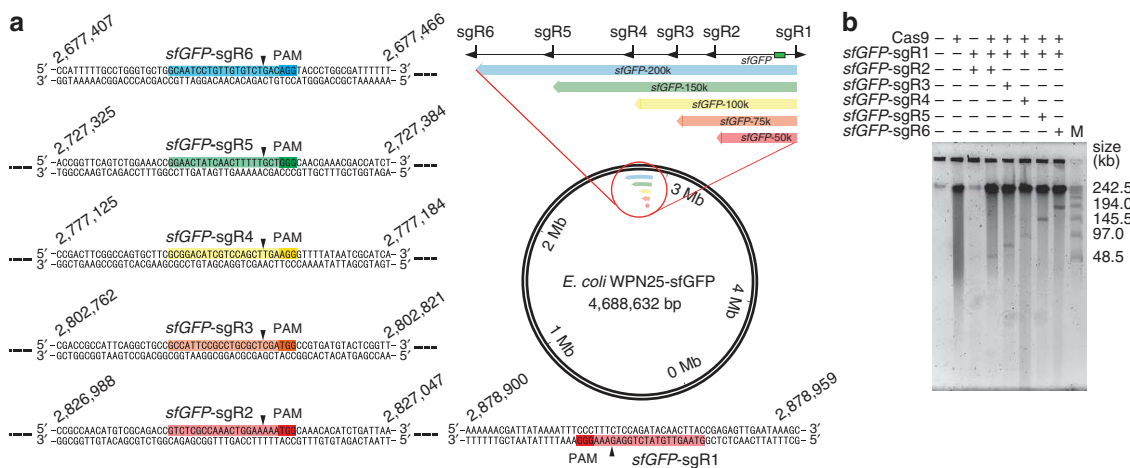 a
2,677,407
2,677,466
sfGFP-sgR6 PAM
5′ -CCATTTTTGCCTGGGTGCTGGCAATCCTGTTGTGTCTGACAGGTACCCTGGCGATTTTTT- 3′
3′ -GGTAAAAACGGACCCACGACCGTTAGGACAACACAGACTGTCCATGGGACCGCTAAAAAA- 5′
2,727,325
2,727,384
sfGFP-sgR5 PAM
5′ -ACCGGTTCAGTCTGGAAACCGGAACTATCAACTTTTTGCTGGGCAACGAAACGACCATCT- 3′
3′ -TGGCCAAGTCAGACCTTTGGCCTTGATAGTTGAAAAACGACCCGTTGCTTTGCTGGTAGA- 5′
2,777,125
2,777,184
sfGFP-sgR4 PAM
5′ -CCGACTTCGGCCAGTGCTTCGCGGACATCGTCCAGCTTGAAGGGTTTTATAATCGCATCA- 3′
3′ -GGCTGAAGCCGGTCACGAAGCGCCTGTAGCAGGTCGAACTTCCCAAAATATTAGCGTAGT- 5′
2,802,762
2,802,821
sfGFP-sgR3 PAM
5′ -CGACCGCCATTCAGGCTGCCGCCATTCCGCCTGCGCTCGATGGCCGTGATGTACTCGGTT- 3′
3′ -GCTGGCGGTAAGTCCGACGGCGGTAAGGCGGACGCGAGCTACCGGCACTACATGAGCCAA- 5′
2,826,988
2,827,047
sfGFP-sgR2 PAM
5′ -CCGCCAACATGTCGCAGACCGTCTCGCCAAACTGGAAAAATGGCAAACACATCTGATTAA- 3′
3′ -GGCGGTTGTACAGCGTCTGGCAGAGCGGTTTGACCTTTTTACCGTTTGTGTAGACTAATT- 5′
sgR6 sgR5 sgR4 sgR3 sgR2 sgR1
sfGFP
sfGFP-200k
sfGFP-150k
sfGFP-100k
sfGFP-75k
sfGFP-50k
3 Mb
2 Mb
E. coli WPN25-sfGFP
4,688,632 bp
4 Mb
1 Mb
0 Mb
2,878,900
2,878,959
5′ -AAAAAACGATTATAAAATTTCCCTTTCTCCAGATACAACTTACCGAGAGTTGAATAAAGC- 3′
3′ -TTTTTTGCTAATATTTTAAAGGGAAAGAGGTCTATGTTGAATGGCTCTCAACTTATTTCG- 5′
PAM sfGFP-sgR1
b
Cas9 – + – + + + + +
sfGFP-sgR1 – – + + + + + +
sfGFP-sgR2 – – + + – – – –
sfGFP-sgR3 – – – – + – – –
sfGFP-sgR4 – – – – – + – –
sfGFP-sgR5 – – – – – – + –
sfGFP-sgR6 – – – – – – – + M
size
(kb)
242.5
194.0
145.5
97.0
48.5